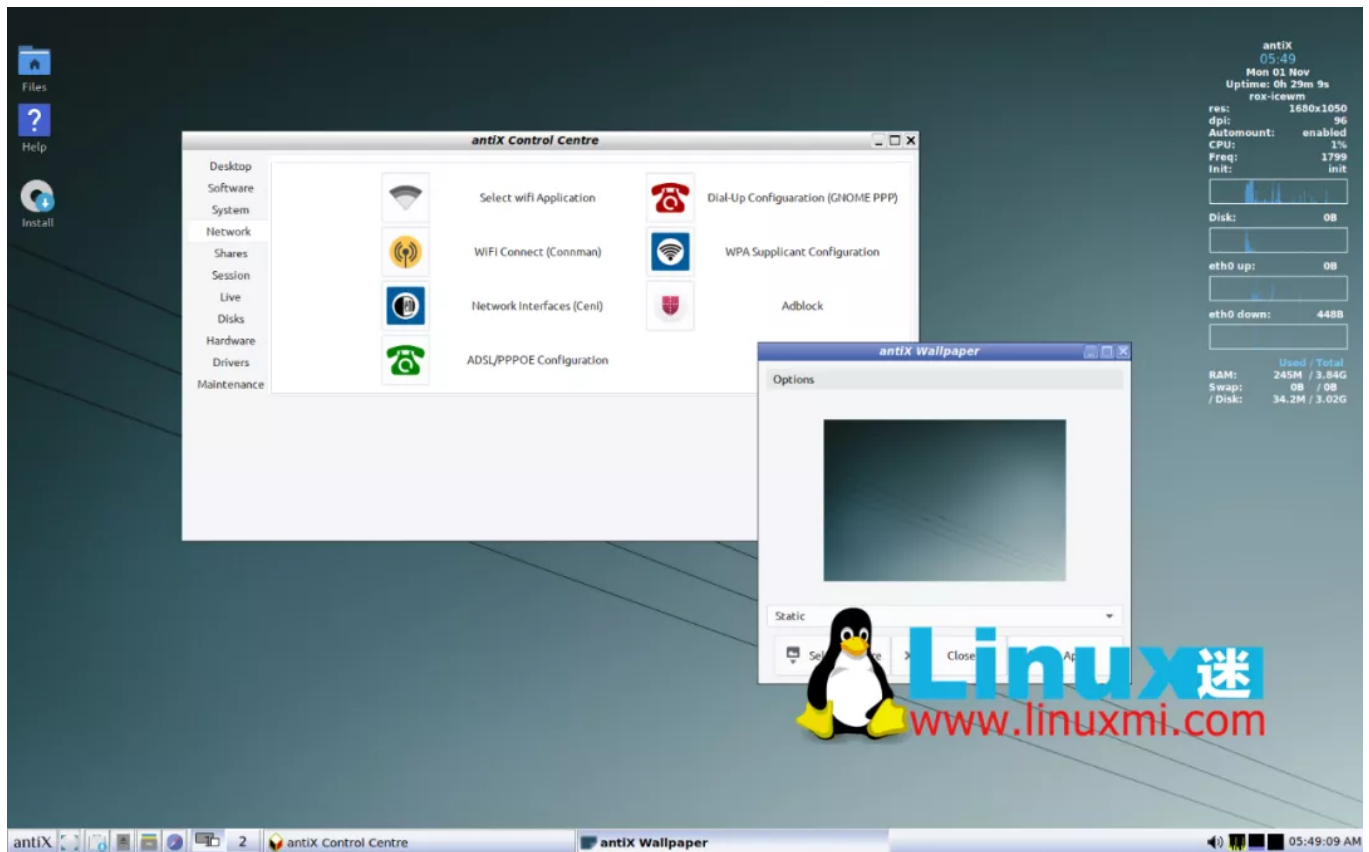 Files
Help
Install
antiX
05:49
Mon 01 Nov
Uptime: 0h 29m 9s
rox-icewm
res: 1680x1050
dpi: 96
Automount: enabled
CPU: 1%
Freq: 1799
Init: init
Disk: 0B
eth0 up: 0B
eth0 down: 448B
Used / Total
RAM: 245M / 3.84G
Swap: 0B / 0B
/ Disk: 34.2M / 3.02G
antiX Control Centre
Desktop
Software
System
Network
Shares
Session
Live
Disks
Hardware
Drivers
Maintenance
Select wifi Application
Dial-Up Configuaration (GNOME PPP)
WiFi Connect (Connman)
WPA Supplicant Configuration
Network Interfaces (Ceni)
Adblock
ADSL/PPPOE Configuration
antiX Wallpaper
Options
Static
Close
Linux迷
www.linuxmi.com
antiX
2
antiX Control Centre
antiX Wallpaper
05:49:09 AM